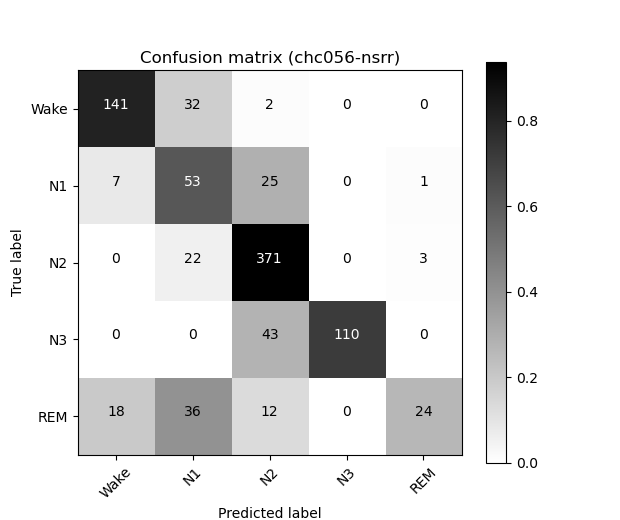 Confusion matrix (chc056-nsrr)
True label
Wake 141 32 2 0 0
N1 7 53 25 0 1
N2 0 22 371 0 3
N3 0 0 43 110 0
REM 18 36 12 0 24
Wake N1 N2 N3 REM
Predicted label
0.8
0.6
0.4
0.2
0.0